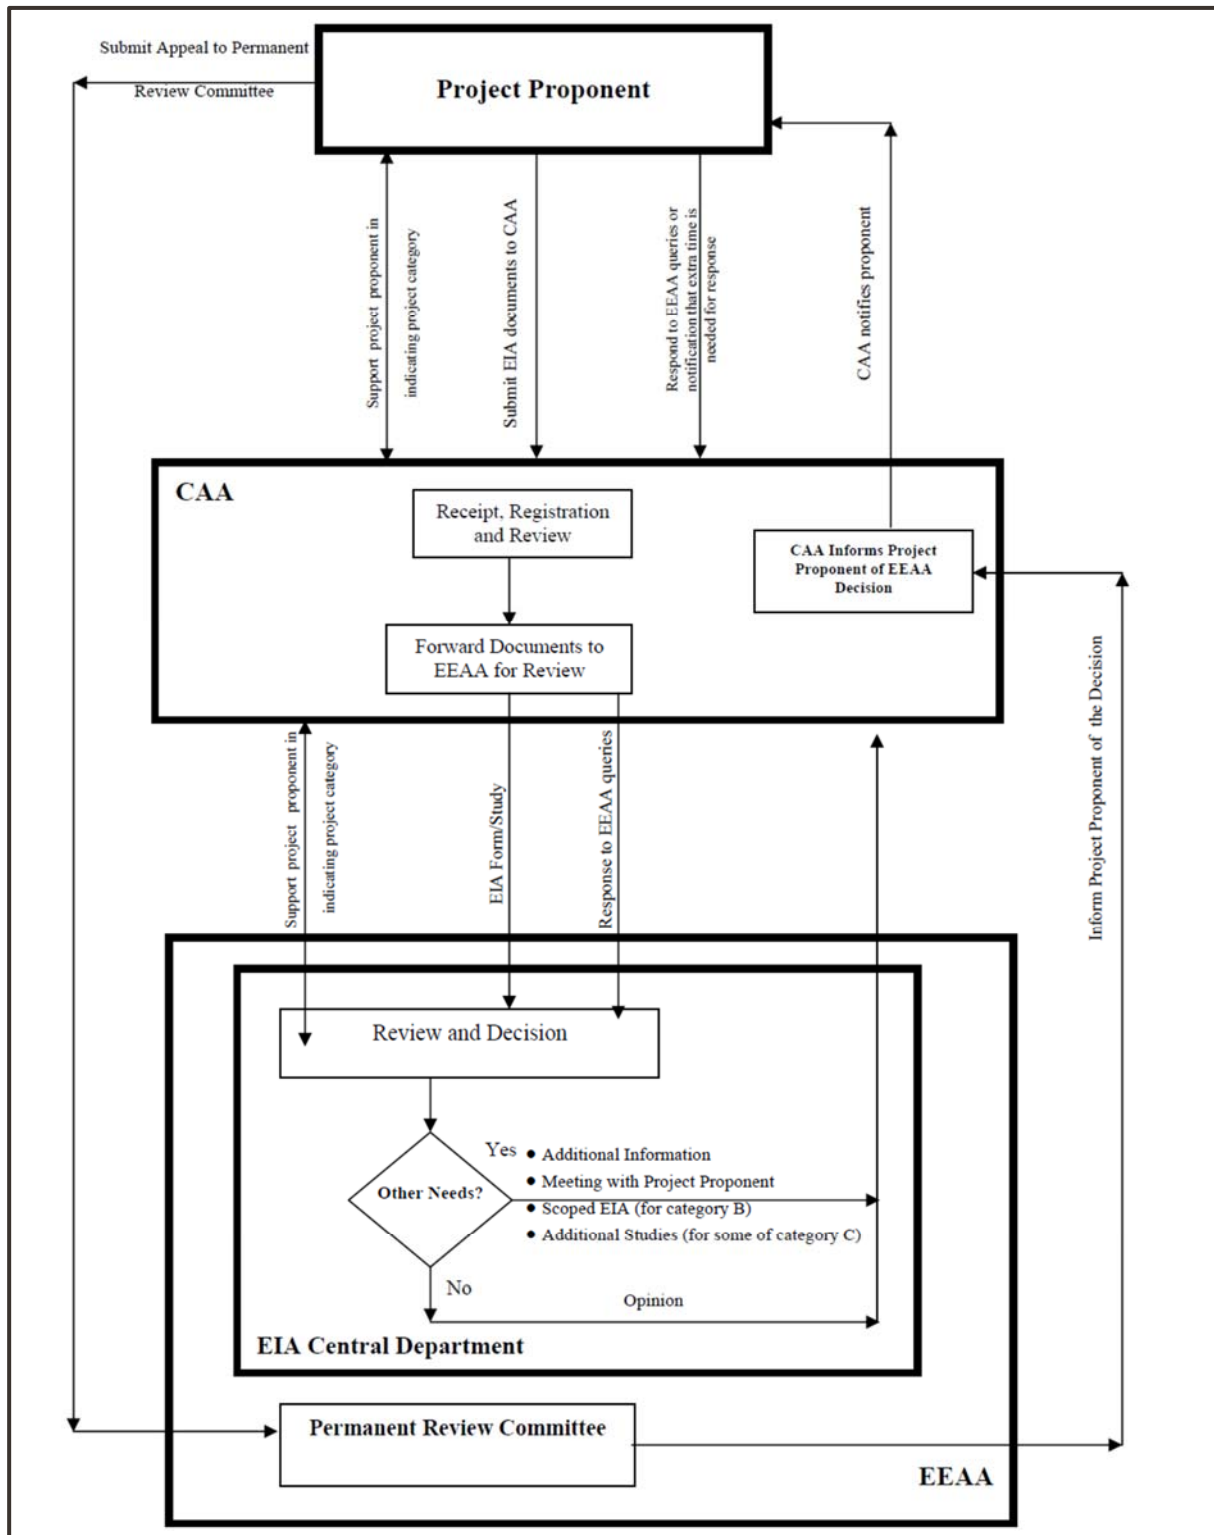 Submit Appeal to Permanent
Review Committee
Project Proponent
Support project proponent in
indicating project category
Submit EIA documents to CAA
Respond to EEAA queries or
notification that extra time is
needed for response
CAA notifies proponent
CAA
Receipt, Registration
and Review
CAA Informs Project
Proponent of EEAA
Decision
Forward Documents to
EEAA for Review
Support project proponent in
indicating project category
EIA Form/Study
Response to EEAA queries
Inform Project Proponent of the Decision
Review and Decision
Other Needs?
Yes
● Additional Information
● Meeting with Project Proponent
● Scoped EIA (for category B)
● Additional Studies (for some of category C)
No
Opinion
EIA Central Department
Permanent Review Committee
EEAA